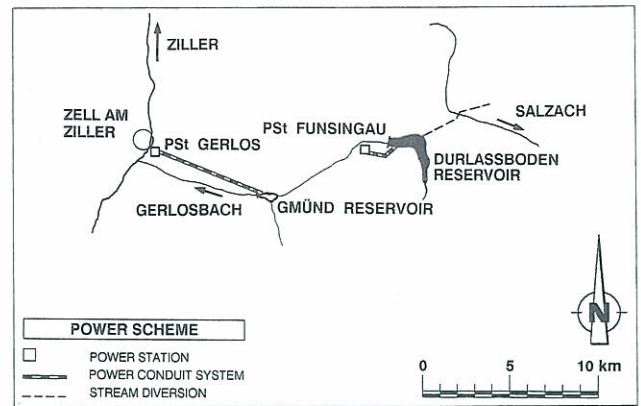 ZILLER
ZELL AM
ZILLER
PSt GERLOS
PSt FUNSINGAU
SALZACH
DURLASSBODEN
RESERVOIR
GERLOSBACH
GMÜND RESERVOIR
N
POWER SCHEME
POWER STATION
POWER CONDUIT SYSTEM
STREAM DIVERSION
0 5 10 km